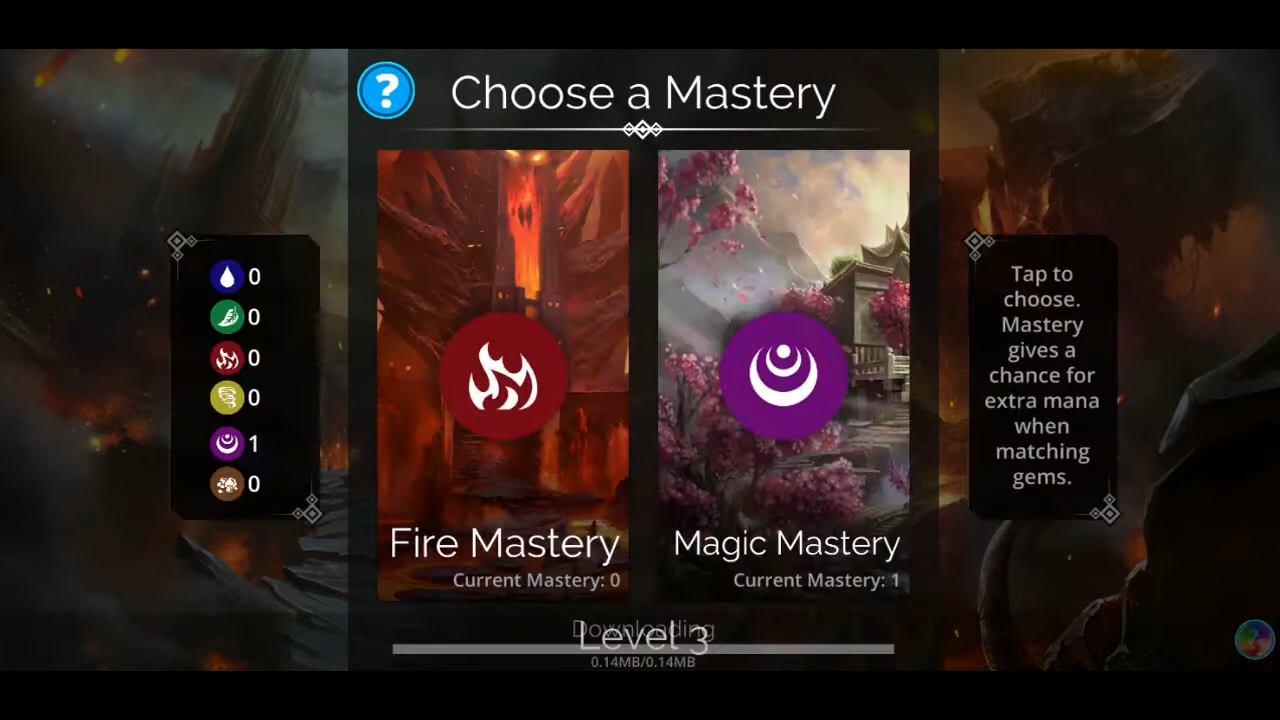 ?
Choose a Mastery
0
0
0
0
1
0
Fire Mastery
Current Mastery: 0
Magic Mastery
Current Mastery: 1
Tap to
choose.
Mastery
gives a
chance for
extra mana
when
matching
gems.
Downloading
Level 3
0.14MB/0.14MB